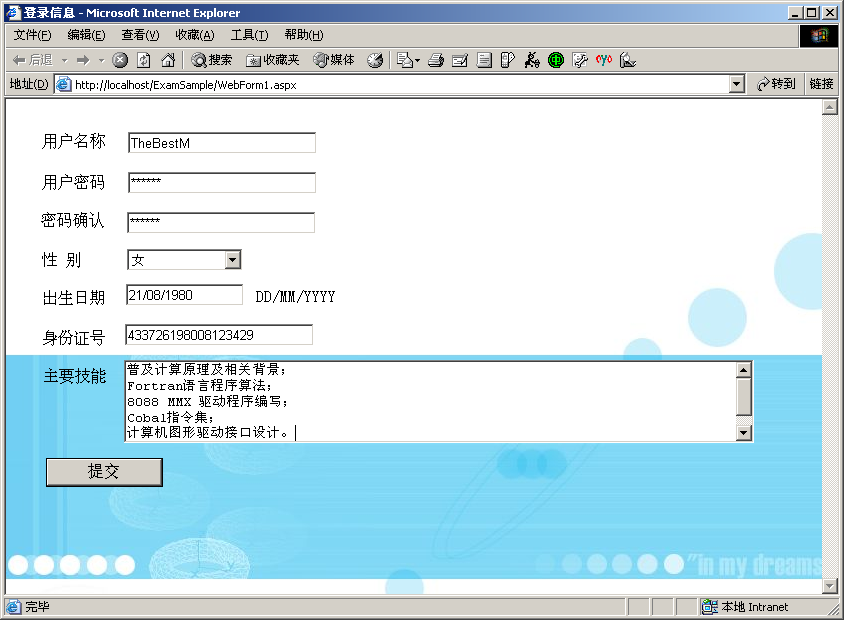 登录信息 - Microsoft Internet Explorer
文件(F) 编辑(E) 查看(V) 收藏(A) 工具(T) 帮助(H)
后退 搜索 收藏夹 媒体
地址(D) http://localhost/ExamSample/WebForm1.aspx 转到 链接
用户名称 TheBestM
用户密码 ******
密码确认 ******
性 别 女
出生日期 21/08/1980 DD/MM/YYYY
身份证号 433726198008123429
主要技能 普及计算原理及相关背景;
Fortran语言程序算法;
8088 MMX 驱动程序编写;
Cobal指令集;
计算机图形驱动接口设计。
提交
"in my dreams
完毕 本地 Intranet